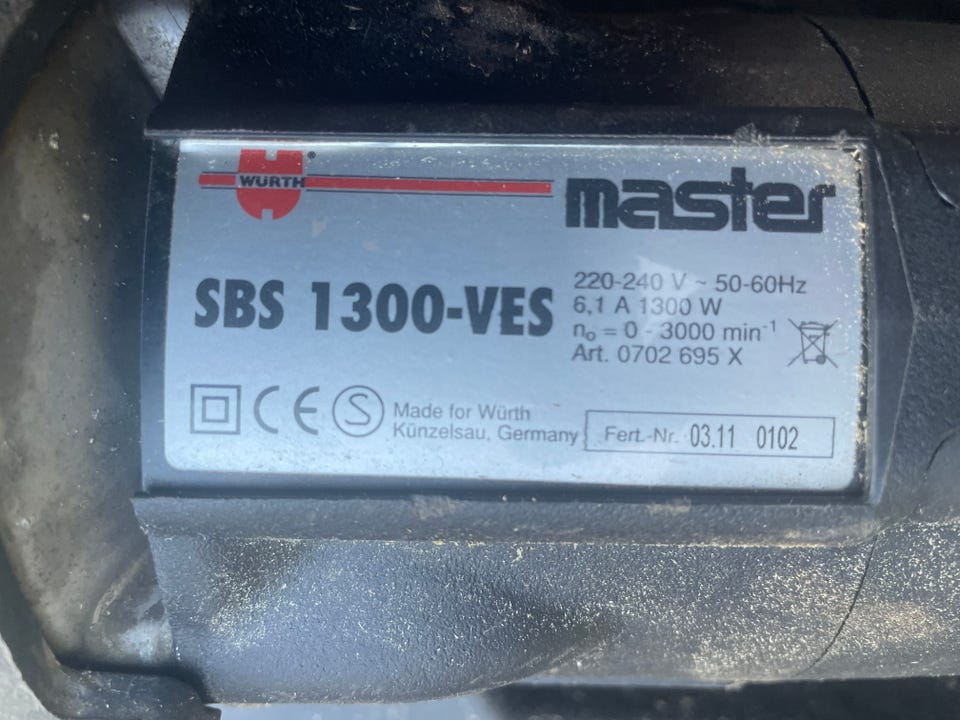 WÜRTH®
master
SBS 1300-VES
220-240 V ~ 50-60Hz
6,1 A 1300 W
n₀ = 0 - 3000 min⁻¹
Art. 0702 695 X
CE S
Made for Würth
Künzelsau, Germany
Fert.-Nr. 03.11 0102